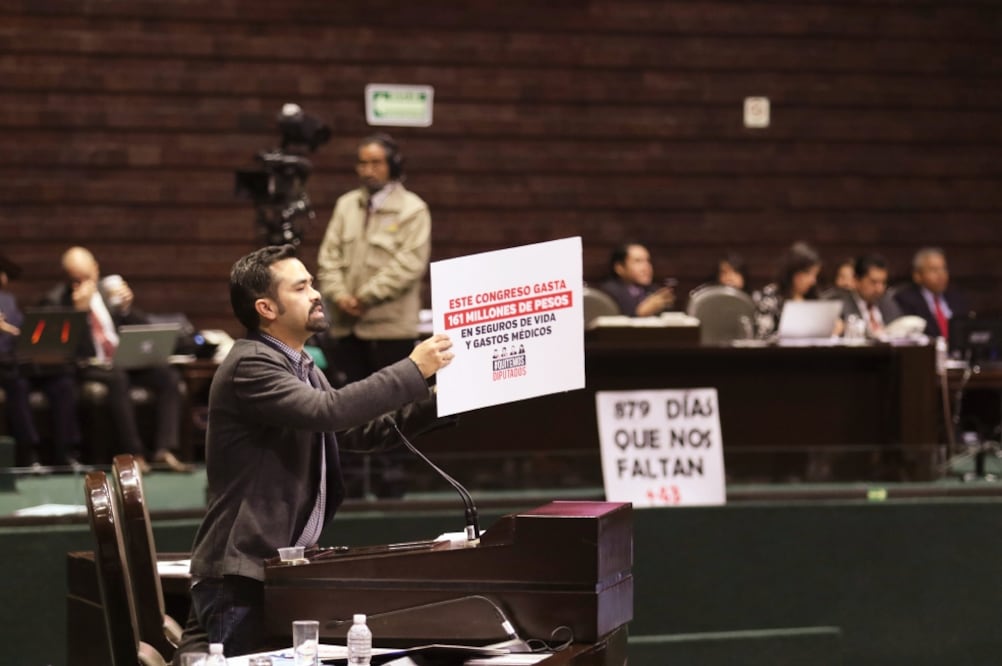 ESTE CONGRESO GASTA
161 MILLONES DE PESOS
EN SEGUROS DE VIDA
Y GASTOS MÉDICOS
#QUITEMOS
DIPUTADOS
879 DÍAS
QUE NOS
FALTAN
+43